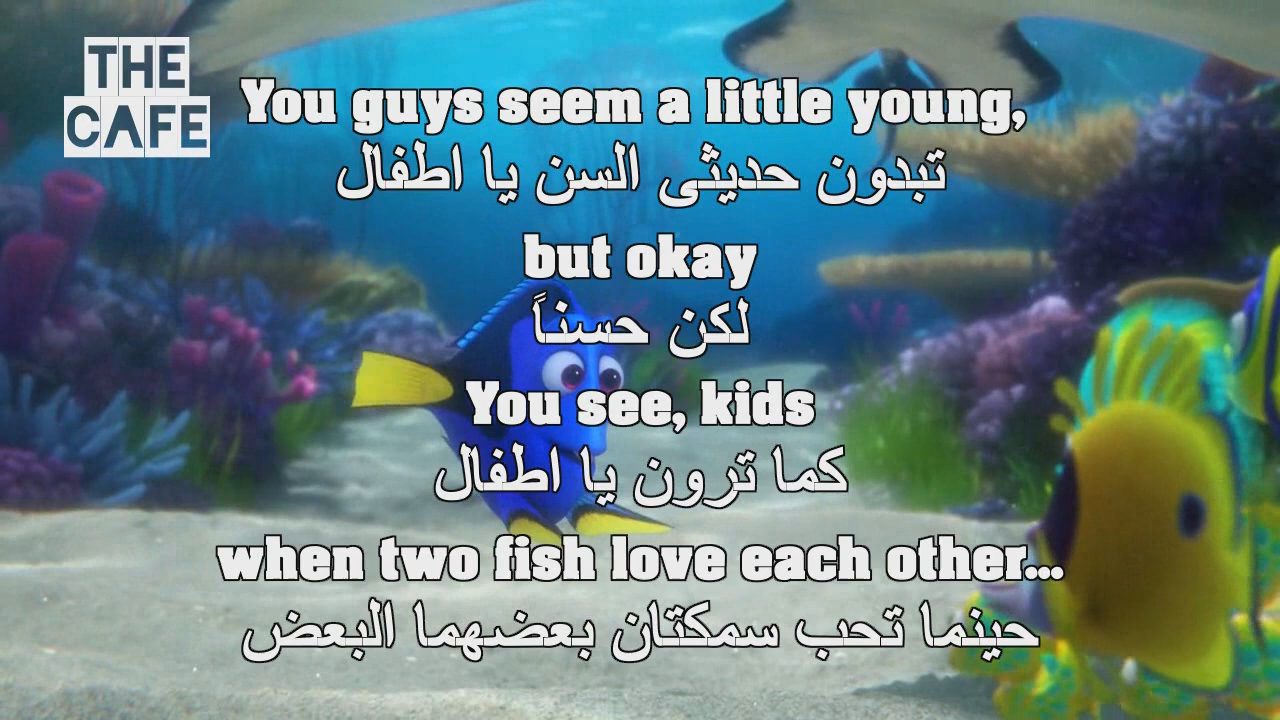 THE
CAFE
You guys seem a little young,
تبدون حديثى السن يا اطفال
but okay
لكن حسناً
You see, kids
كما ترون يا اطفال
when two fish love each other...
حينما تحب سمكتان بعضهما البعض